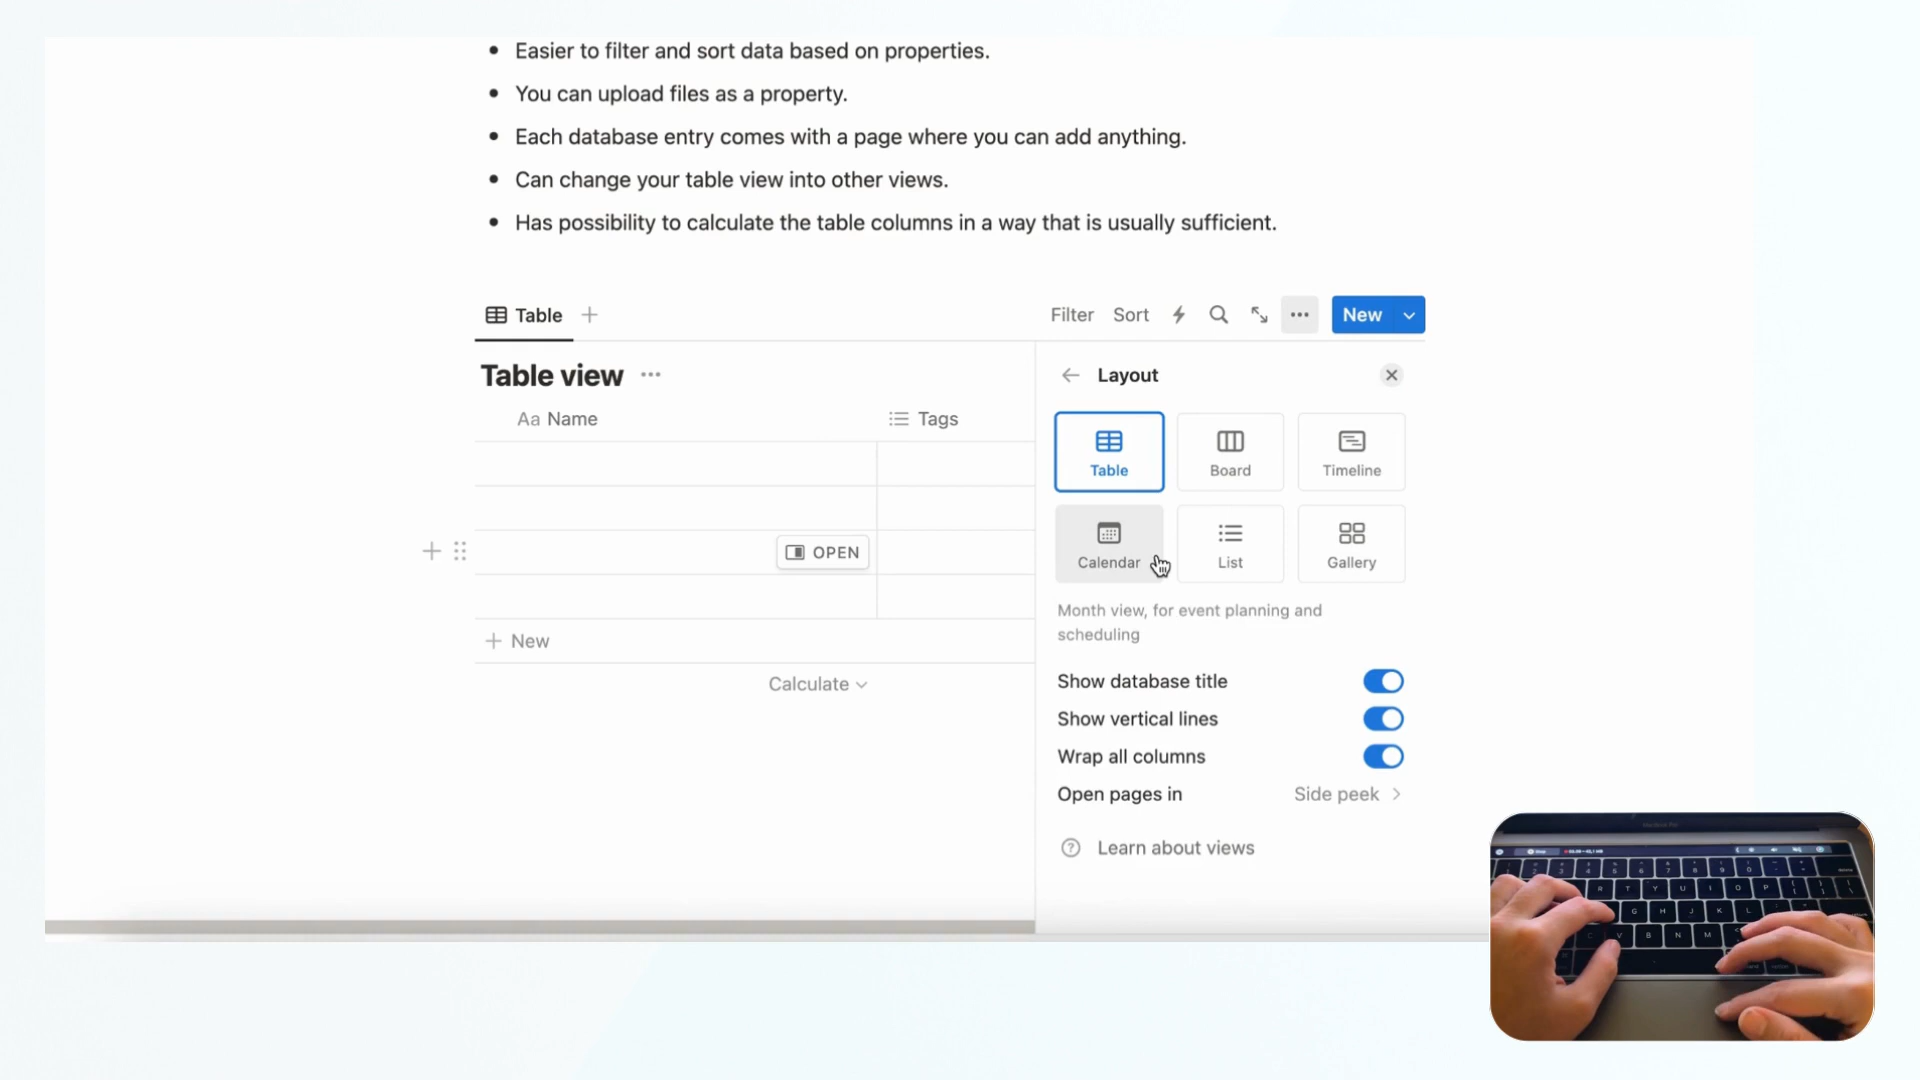 Easier to filter and sort data based on properties.
You can upload files as a property.
Each database entry comes with a page where you can add anything.
Can change your table view into other views.
Has possibility to calculate the table columns in a way that is usually sufficient.
Table
Filter
Sort
New
Table view
Layout
Aa Name
Tags
Table
Board
Timeline
OPEN
Calendar
List
Gallery
Month view, for event planning and
scheduling
New
Show database title
Calculate
Show vertical lines
Wrap all columns
Open pages in
Side peek
Learn about views